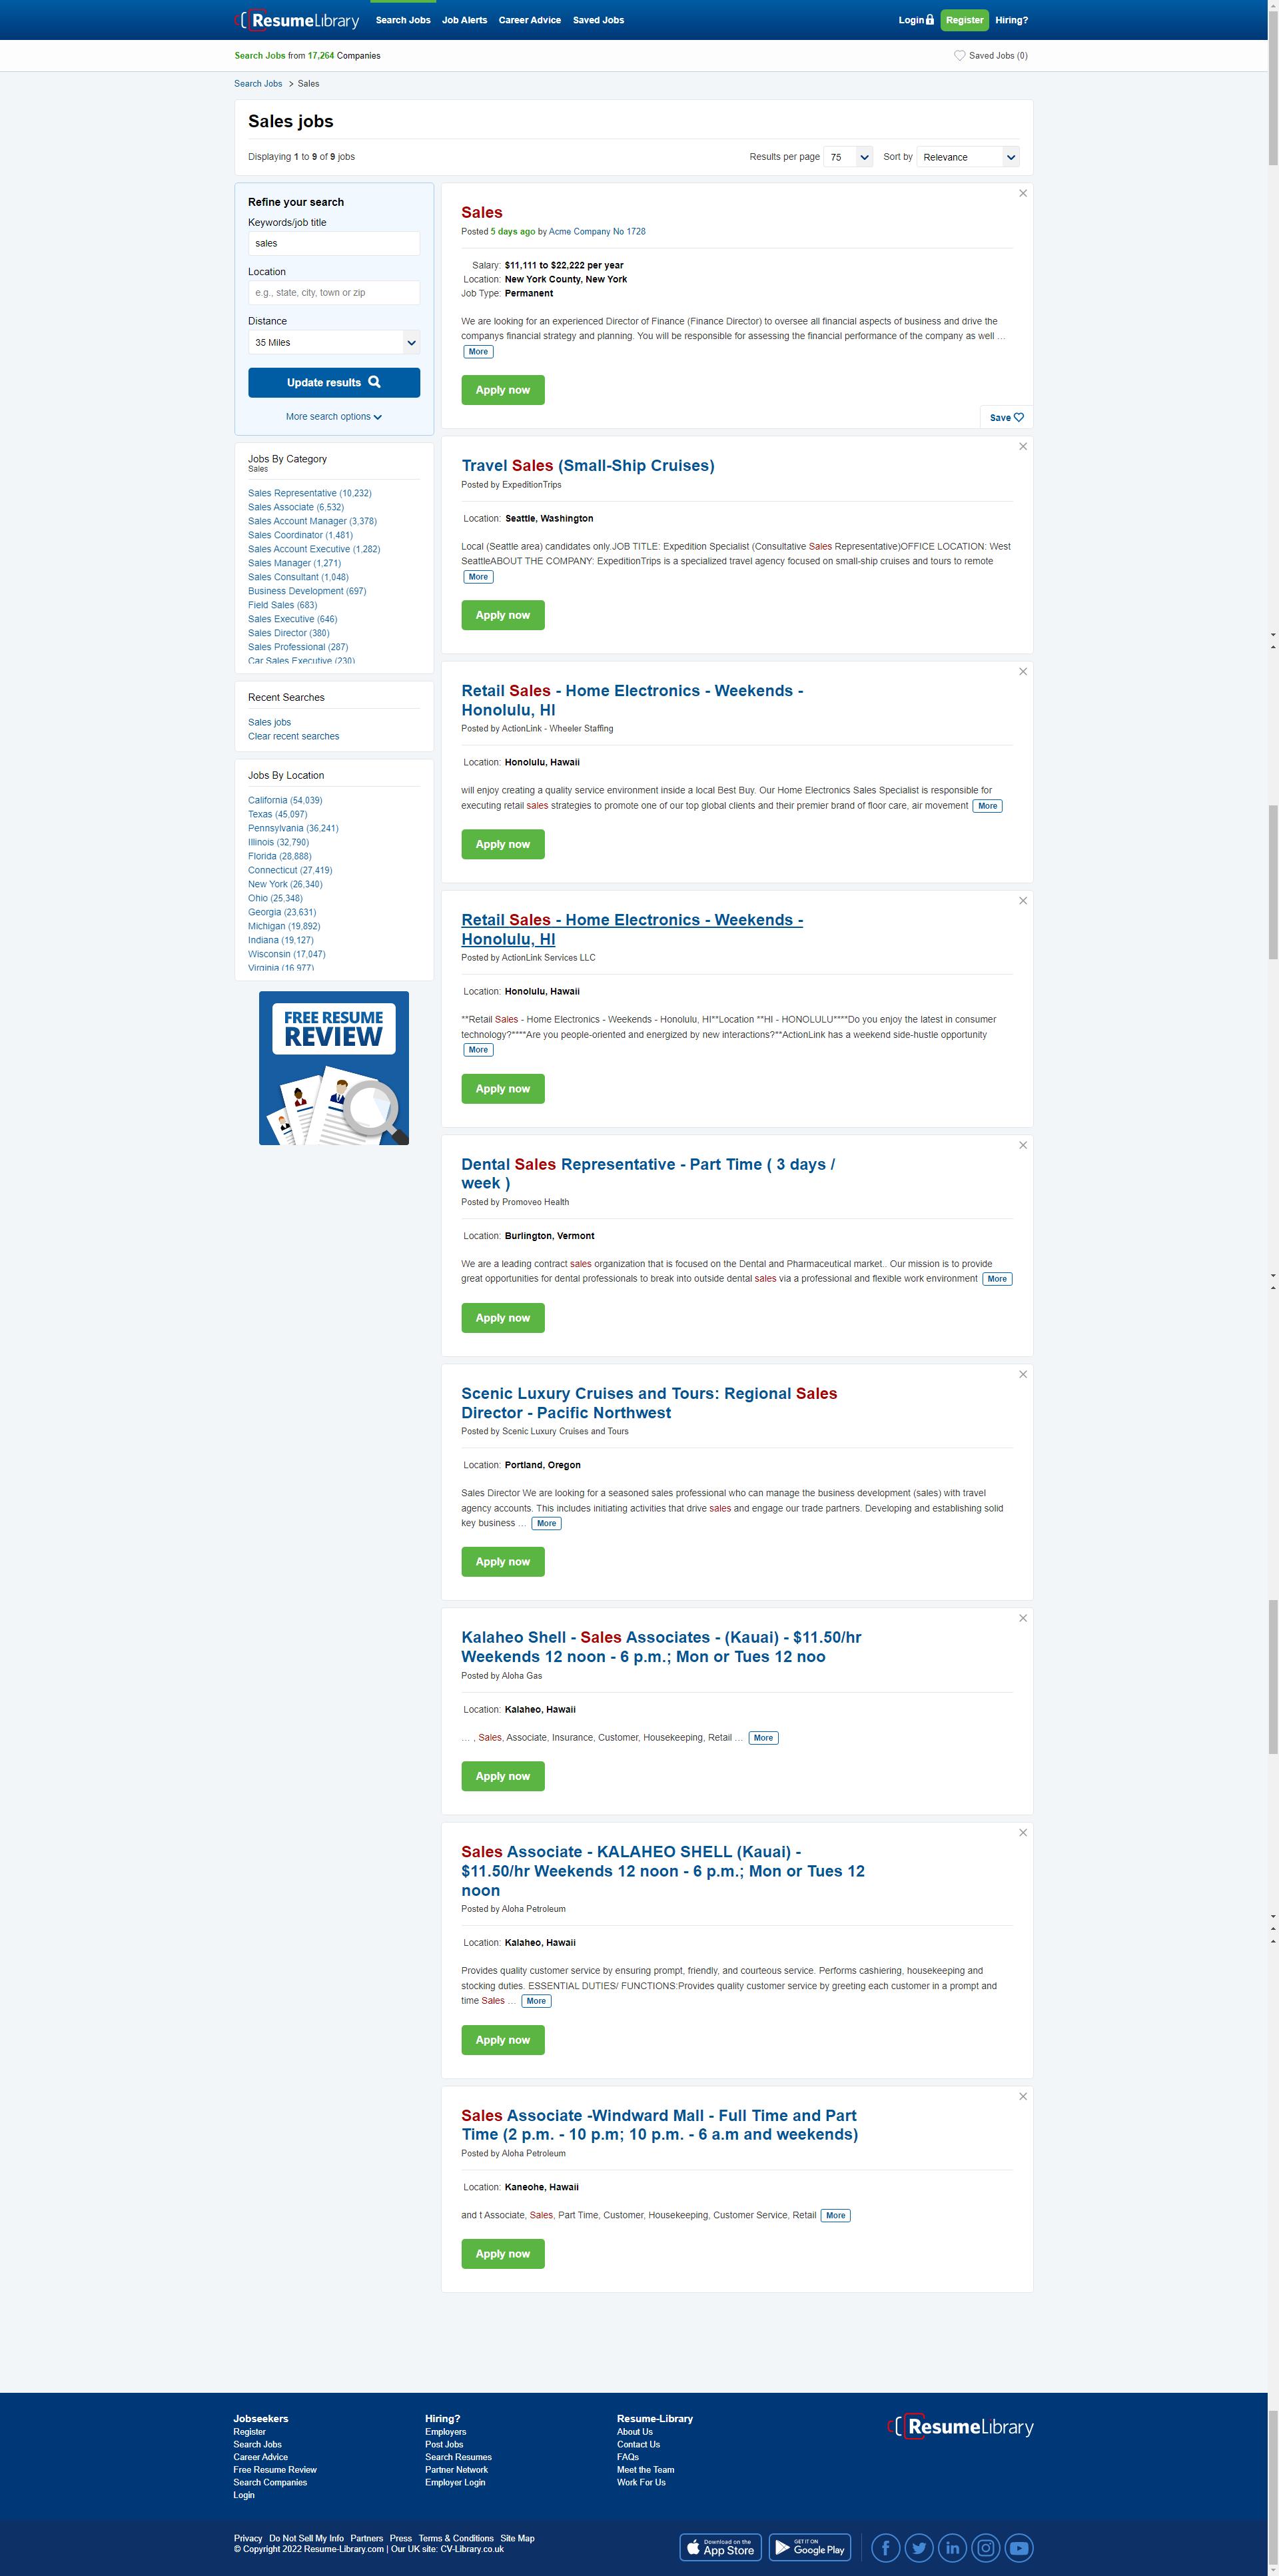 ResumeLibrary
Search Jobs
Job Alerts
Career Advice
Saved Jobs
Login
Register
Hiring?
Search Jobs from 17,264 Companies
Saved Jobs (0)
Search Jobs > Sales
Sales jobs
Displaying 1 to 9 of 9 jobs
Results per page 75
Sort by Relevance
Refine your search
Keywords/job title
sales
Location
e.g., state, city, town or zip
Distance
35 Miles
Update results
More search options
Jobs By Category
Sales
Sales Representative (10,232)
Sales Associate (6,532)
Sales Account Manager (3,378)
Sales Coordinator (1,481)
Sales Account Executive (1,282)
Sales Manager (1,271)
Sales Consultant (1,048)
Business Development (697)
Field Sales (683)
Sales Executive (646)
Sales Director (380)
Sales Professional (287)
Car Sales Executive (230)
Recent Searches
Sales jobs
Clear recent searches
Jobs By Location
California (54,039)
Texas (45,097)
Pennsylvania (36,241)
Illinois (32,790)
Florida (28,888)
Connecticut (27,419)
New York (26,340)
Ohio (25,348)
Georgia (23,631)
Michigan (19,892)
Indiana (19,127)
Wisconsin (17,047)
Virginia (16,977)
FREE RESUME
REVIEW
Sales
Posted 5 days ago by Acme Company No 1728
Salary: $11,111 to $22,222 per year
Location: New York County, New York
Job Type: Permanent
We are looking for an experienced Director of Finance (Finance Director) to oversee all financial aspects of business and drive the
companys financial strategy and planning. You will be responsible for assessing the financial performance of the company as well ...
More
Apply now
Save
Travel Sales (Small-Ship Cruises)
Posted by ExpeditionTrips
Location: Seattle, Washington
Local (Seattle area) candidates only.JOB TITLE: Expedition Specialist (Consultative Sales Representative)OFFICE LOCATION: West
SeattleABOUT THE COMPANY: ExpeditionTrips is a specialized travel agency focused on small-ship cruises and tours to remote
More
Apply now
Retail Sales - Home Electronics - Weekends -
Honolulu, HI
Posted by ActionLink - Wheeler Staffing
Location: Honolulu, Hawaii
will enjoy creating a quality service environment inside a local Best Buy. Our Home Electronics Sales Specialist is responsible for
executing retail sales strategies to promote one of our top global clients and their premier brand of floor care, air movement More
Apply now
Retail Sales - Home Electronics - Weekends -
Honolulu, HI
Posted by ActionLink Services LLC
Location: Honolulu, Hawaii
**Retail Sales - Home Electronics - Weekends - Honolulu, HI**Location **HI - HONOLULU****Do you enjoy the latest in consumer
technology?****Are you people-oriented and energized by new interactions?**ActionLink has a weekend side-hustle opportunity
More
Apply now
Dental Sales Representative - Part Time ( 3 days /
week )
Posted by Promoveo Health
Location: Burlington, Vermont
We are a leading contract sales organization that is focused on the Dental and Pharmaceutical market.. Our mission is to provide
great opportunities for dental professionals to break into outside dental sales via a professional and flexible work environment More
Apply now
Scenic Luxury Cruises and Tours: Regional Sales
Director - Pacific Northwest
Posted by Scenic Luxury Cruises and Tours
Location: Portland, Oregon
Sales Director We are looking for a seasoned sales professional who can manage the business development (sales) with travel
agency accounts. This includes initiating activities that drive sales and engage our trade partners. Developing and establishing solid
key business ... More
Apply now
Kalaheo Shell - Sales Associates - (Kauai) - $11.50/hr
Weekends 12 noon - 6 p.m.; Mon or Tues 12 noo
Posted by Aloha Gas
Location: Kalaheo, Hawaii
... , Sales, Associate, Insurance, Customer, Housekeeping, Retail ... More
Apply now
Sales Associate - KALAHEO SHELL (Kauai) -
$11.50/hr Weekends 12 noon - 6 p.m.; Mon or Tues 12
noon
Posted by Aloha Petroleum
Location: Kalaheo, Hawaii
Provides quality customer service by ensuring prompt, friendly, and courteous service. Performs cashiering, housekeeping and
stocking duties. ESSENTIAL DUTIES/ FUNCTIONS:Provides quality customer service by greeting each customer in a prompt and
time Sales ... More
Apply now
Sales Associate -Windward Mall - Full Time and Part
Time (2 p.m. - 10 p.m; 10 p.m. - 6 a.m and weekends)
Posted by Aloha Petroleum
Location: Kaneohe, Hawaii
and t Associate, Sales, Part Time, Customer, Housekeeping, Customer Service, Retail More
Apply now
Jobseekers
Register
Search Jobs
Career Advice
Free Resume Review
Search Companies
Login
Hiring?
Employers
Post Jobs
Search Resumes
Partner Network
Employer Login
Resume-Library
About Us
Contact Us
FAQs
Meet the Team
Work For Us
ResumeLibrary
Privacy Do Not Sell My Info Partners Press Terms & Conditions Site Map
© Copyright 2022 Resume-Library.com | Our UK site: CV-Library.co.uk
Download on the
App Store
GET IT ON
Google Play